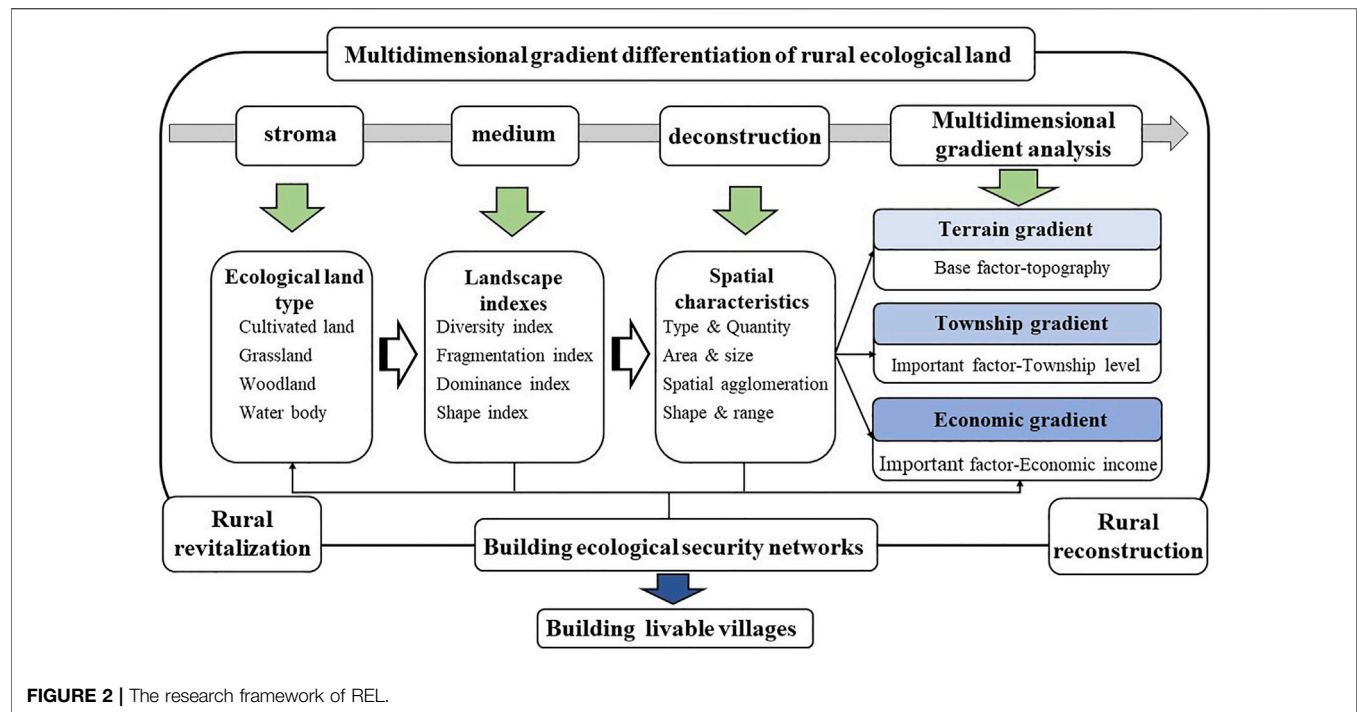 Multidimensional gradient differentiation of rural ecological land
stroma
medium
deconstruction
Multidimensional
gradient analysis
Ecological land
type
Cultivated land
Grassland
Woodland
Water body
Landscape
indexes
Diversity index
Fragmentation index
Dominance index
Shape index
Spatial
characteristics
Type & Quantity
Area & size
Spatial agglomeration
Shape & range
Terrain gradient
Base factor-topography
Township gradient
Important factor-Township level
Economic gradient
Important factor-Economic income
Rural
revitalization
Building ecological security networks
Rural
reconstruction
Building livable villages
FIGURE 2 | The research framework of REL.